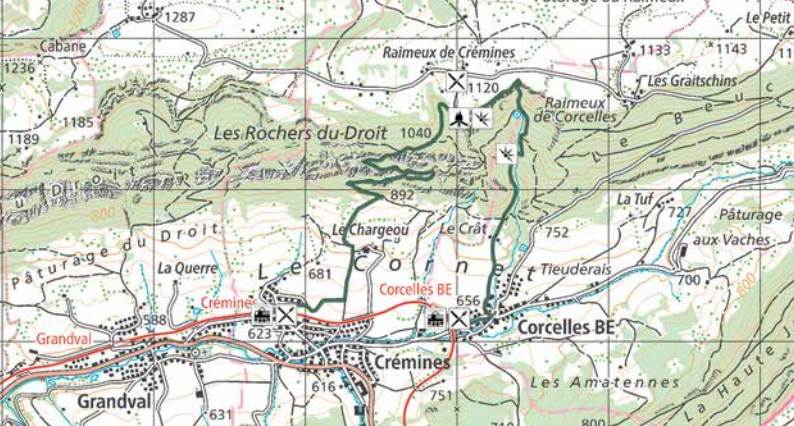 1287
Le Petit
Cabane
Raimeux de Crémines
1133
1143
1236
1120
Les Graitschins
1185
Raimeux
de Corcelles
Les Rochers du Droit
1040
1189
e B e u c
892
La Tuf
727
800
Pâturage
aux Vaches
Le Chargeou
Le Crât
752
Pâturage du Droit
La Querre
Le Cornet
681
Tieuderais
700
Corcelles BE
800
Crémines
656
588
623
Corcelles BE
Grandval
Crémines
616
Les Amatennes
La Haute J
Grandval
751
631
800